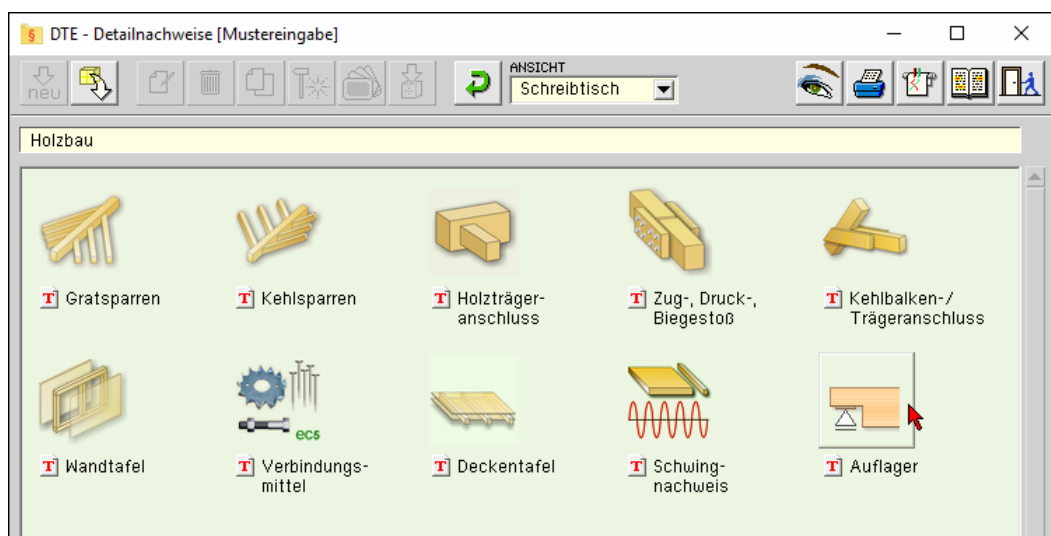 DTE - Detailnachweise [Mustereingabe]
neu
ANSICHT
Schreibtisch
Holzbau
T Gratsparren
T Kehlsparren
T Holzträger-
anschluss
T Zug-, Druck-,
Biegestoß
T Kehlbalken-/
Trägeranschluss
ec5
T Wandtafel
T Verbindungs-
mittel
T Deckentafel
T Schwing-
nachweis
T Auflager